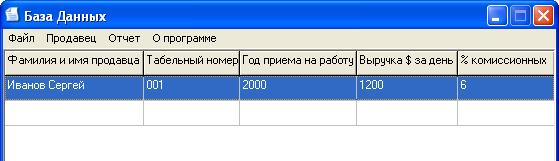 База Данных
Файл Продавец Отчет О программе
Фамилия и имя продавца Табельный номер Год приема на работу Выручка $ за день % комиссионных
Иванов Сергей 001 2000 1200 6